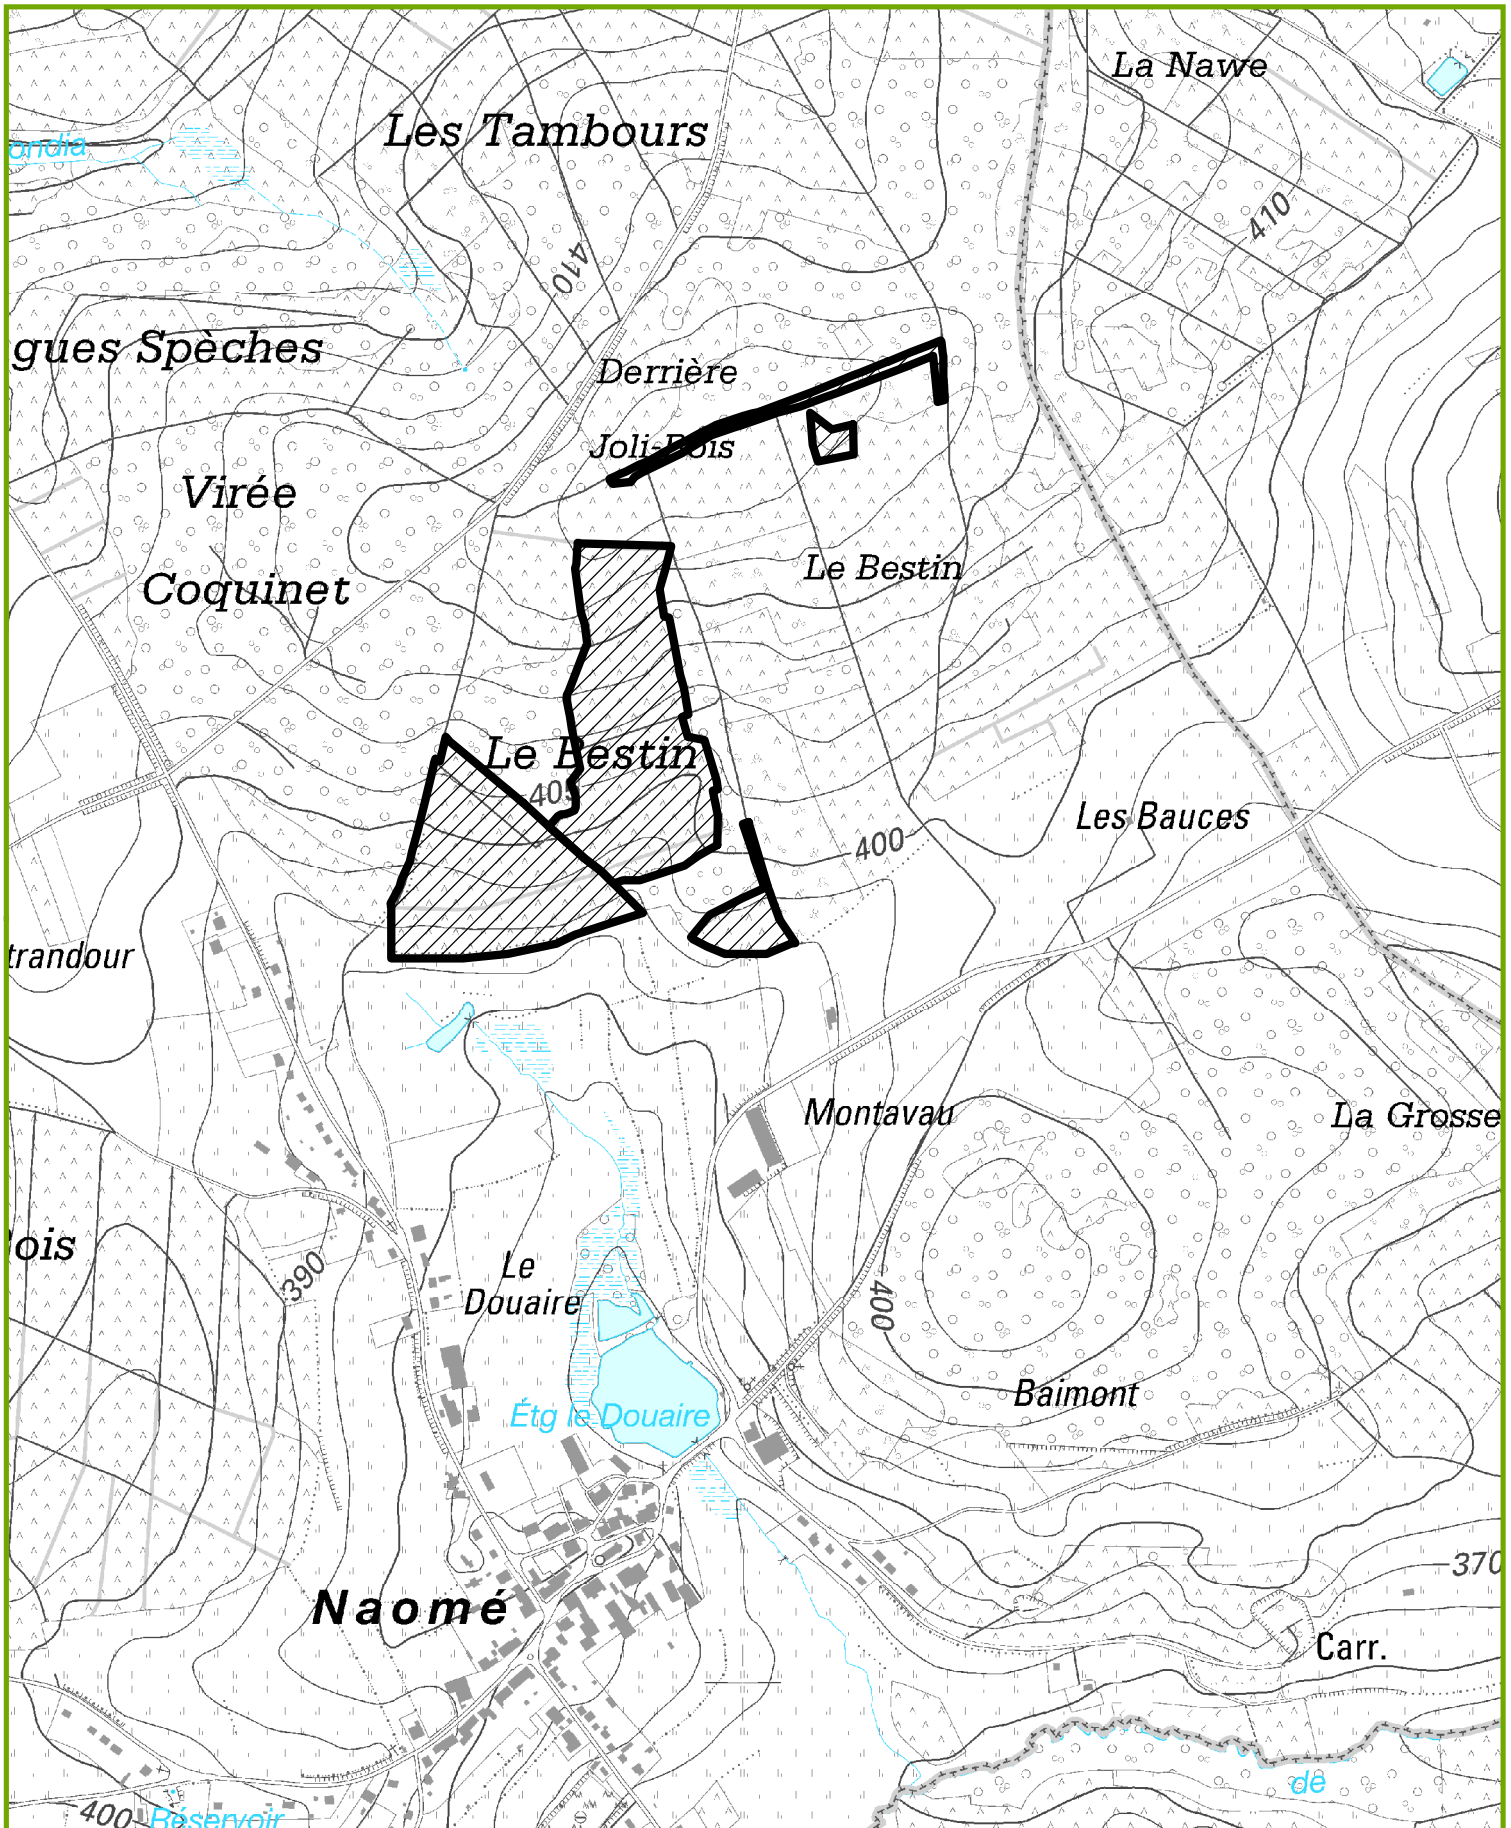 La Nawe
Les Tambours
ondia
410
410
gues Spèches
Derrière
Joli-Bois
Virée
Coquinet
Le Bestin
Le Bestin
405
400
Les Bauces
trandour
Montavau
La Grosse
ois
390
Le
Douaire
400
Baimont
Étg le Douaire
370
Naomé
Carr.
de
400
Réservoir